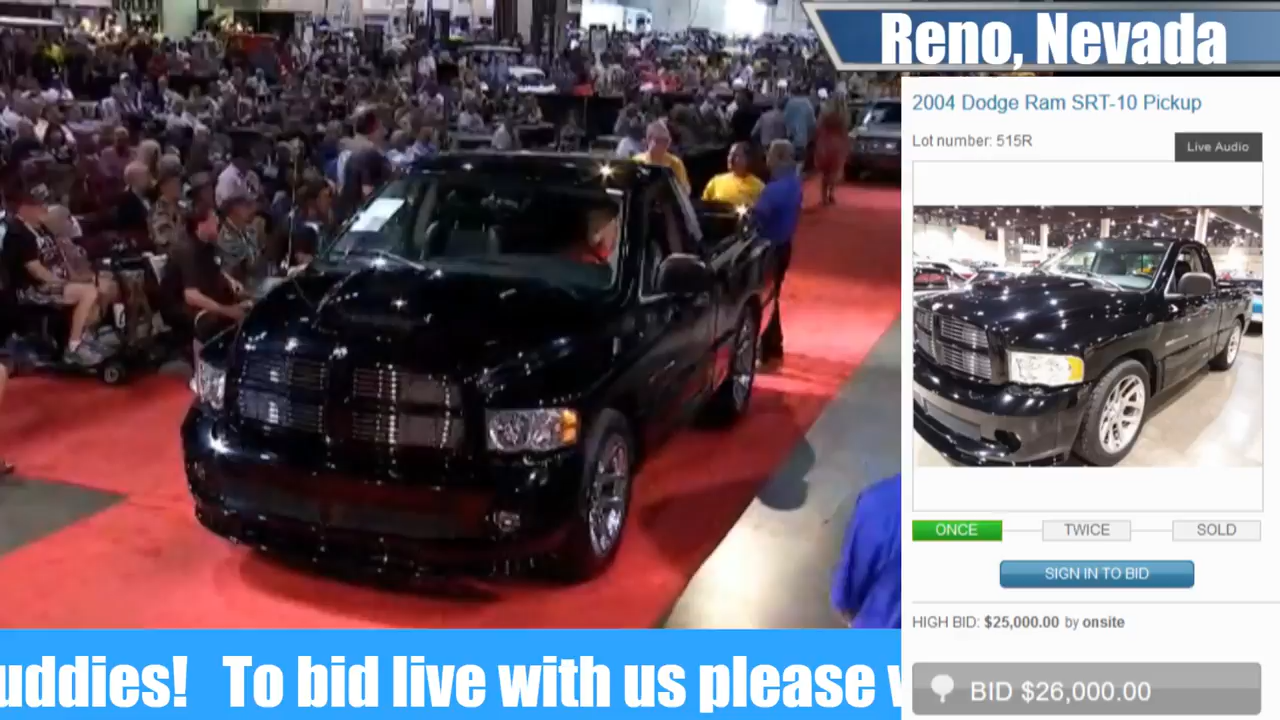 Reno, Nevada
2004 Dodge Ram SRT-10 Pickup
Lot number: 515R
Live Audio
ONCE
TWICE
SOLD
SIGN IN TO BID
HIGH BID: $25,000.00 by onsite
BID $26,000.00
uddies! To bid live with us please